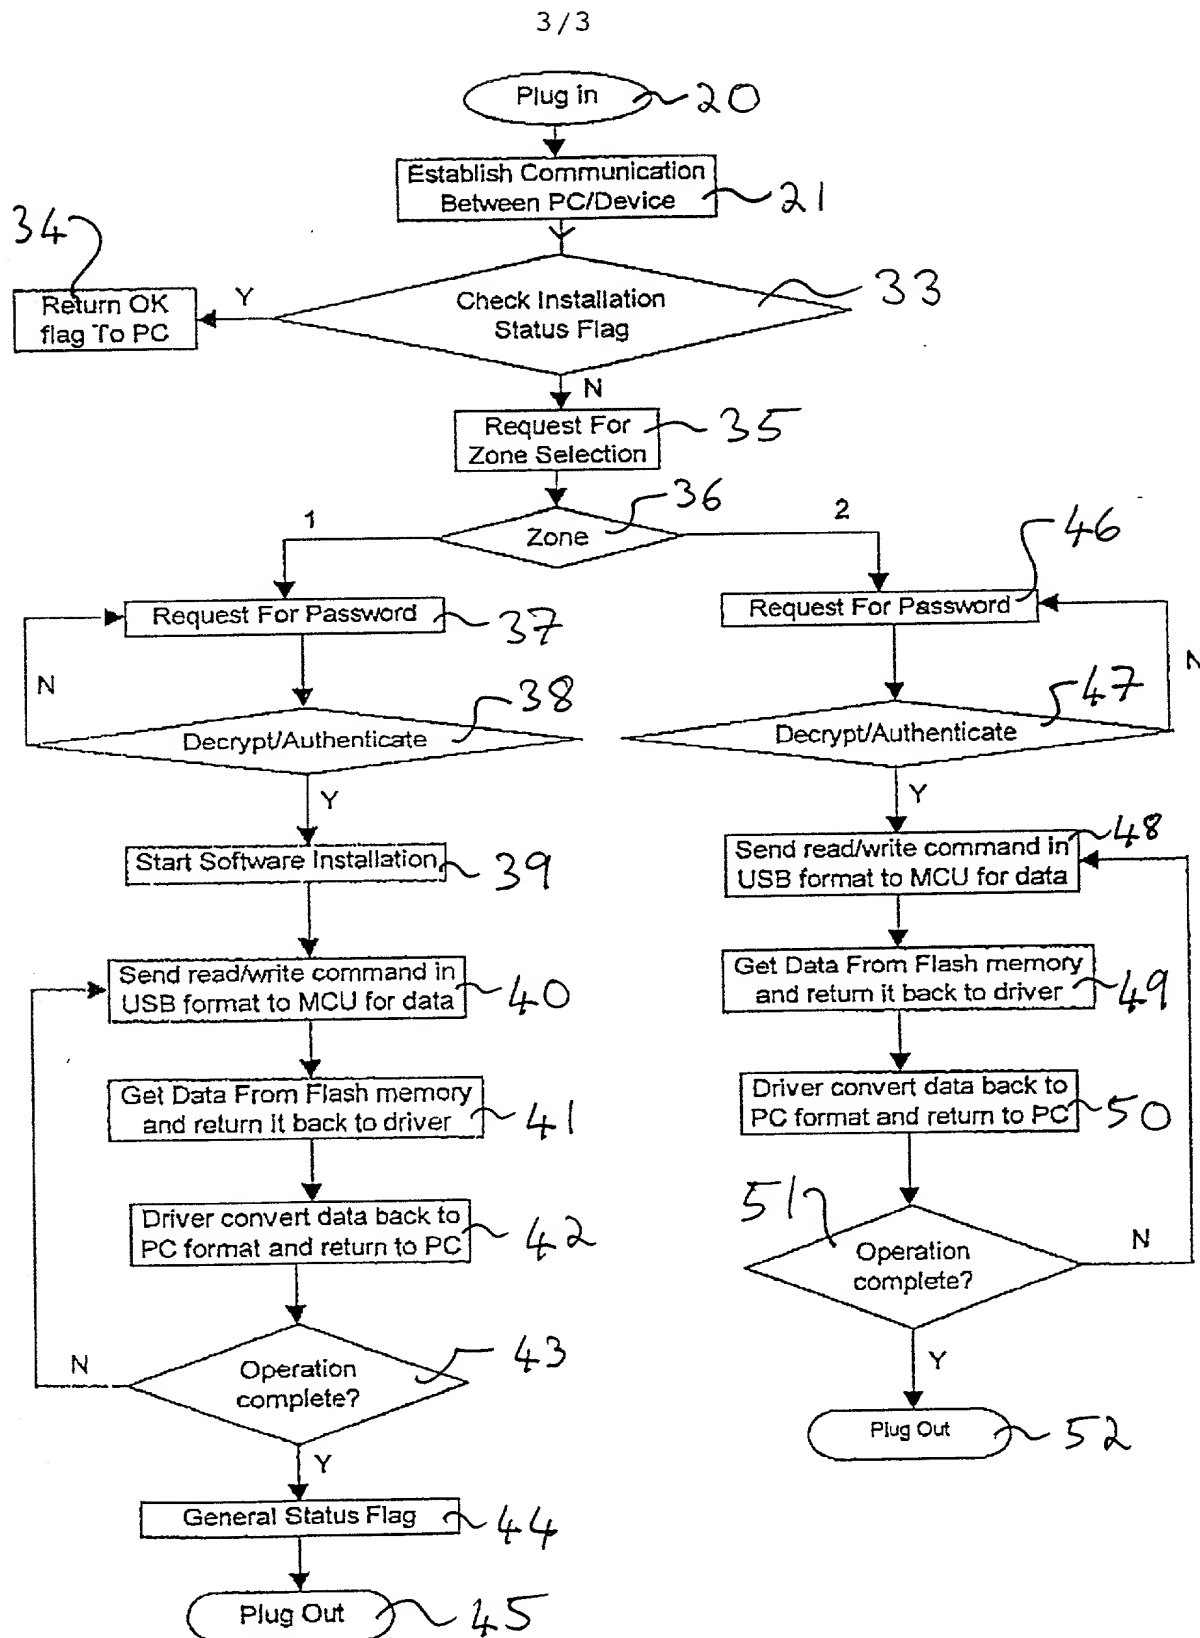 3/3
Plug in
20
Establish Communication
Between PC/Device
21
34
Return OK
flag To PC
Y
Check Installation
Status Flag
33
N
Request For
Zone Selection
35
36
1
Zone
2
46
Request For Password
37
Request For Password
N
N
38
Decrypt/Authenticate
47
Decrypt/Authenticate
Y
Y
Start Software Installation
39
Send read/write command in
USB format to MCU for data
48
Send read/write command in
USB format to MCU for data
40
Get Data From Flash memory
and return it back to driver
49
Get Data From Flash memory
and return it back to driver
41
Driver convert data back to
PC format and return to PC
50
Driver convert data back to
PC format and return to PC
42
51
Operation
complete?
N
N
Operation
complete?
43
Y
Y
Plug Out
52
General Status Flag
44
Plug Out
45